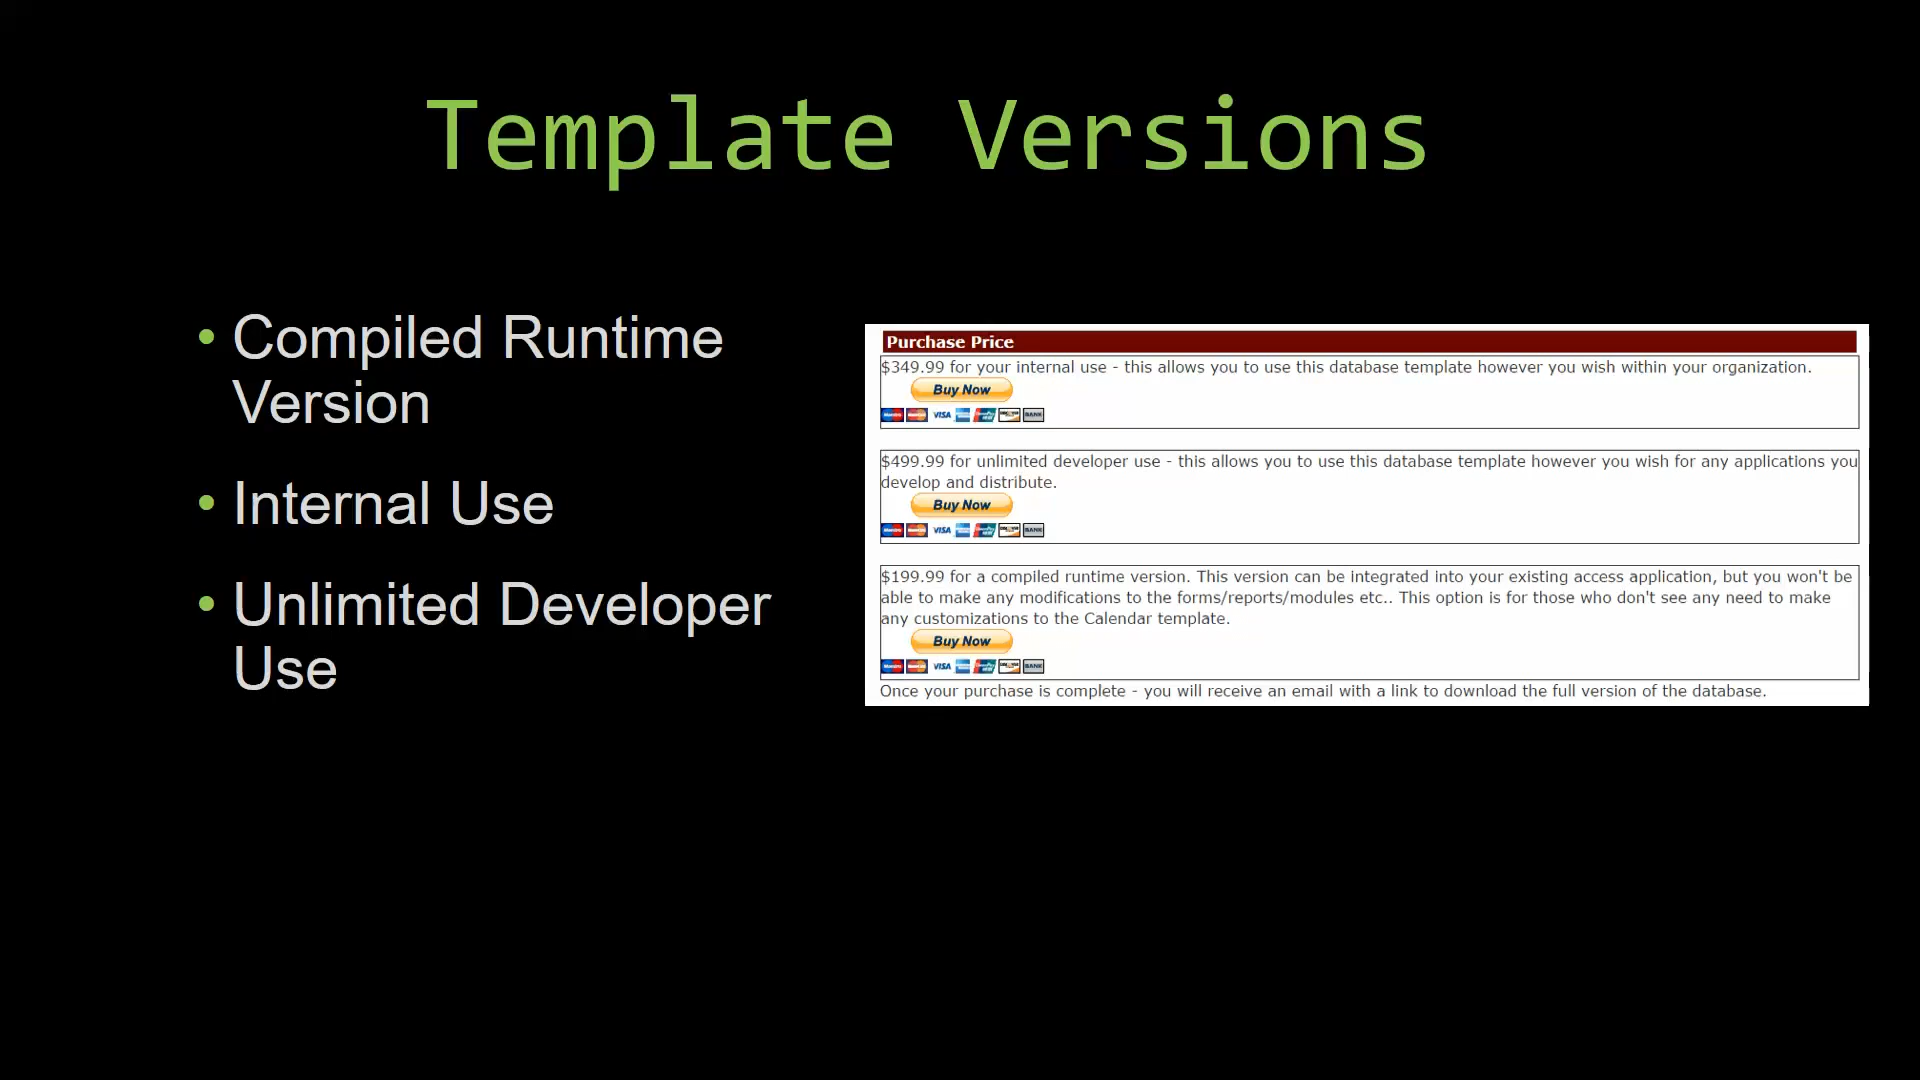 Template Versions
• Compiled Runtime
Version
• Internal Use
• Unlimited Developer
Use
Purchase Price
$349.99 for your internal use - this allows you to use this database template however you wish within your organization.
Buy Now
VISA BANK
$499.99 for unlimited developer use - this allows you to use this database template however you wish for any applications you
develop and distribute.
Buy Now
VISA BANK
$199.99 for a compiled runtime version. This version can be integrated into your existing access application, but you won't be
able to make any modifications to the forms/reports/modules etc.. This option is for those who don't see any need to make
any customizations to the Calendar template.
Buy Now
VISA BANK
Once your purchase is complete - you will receive an email with a link to download the full version of the database.